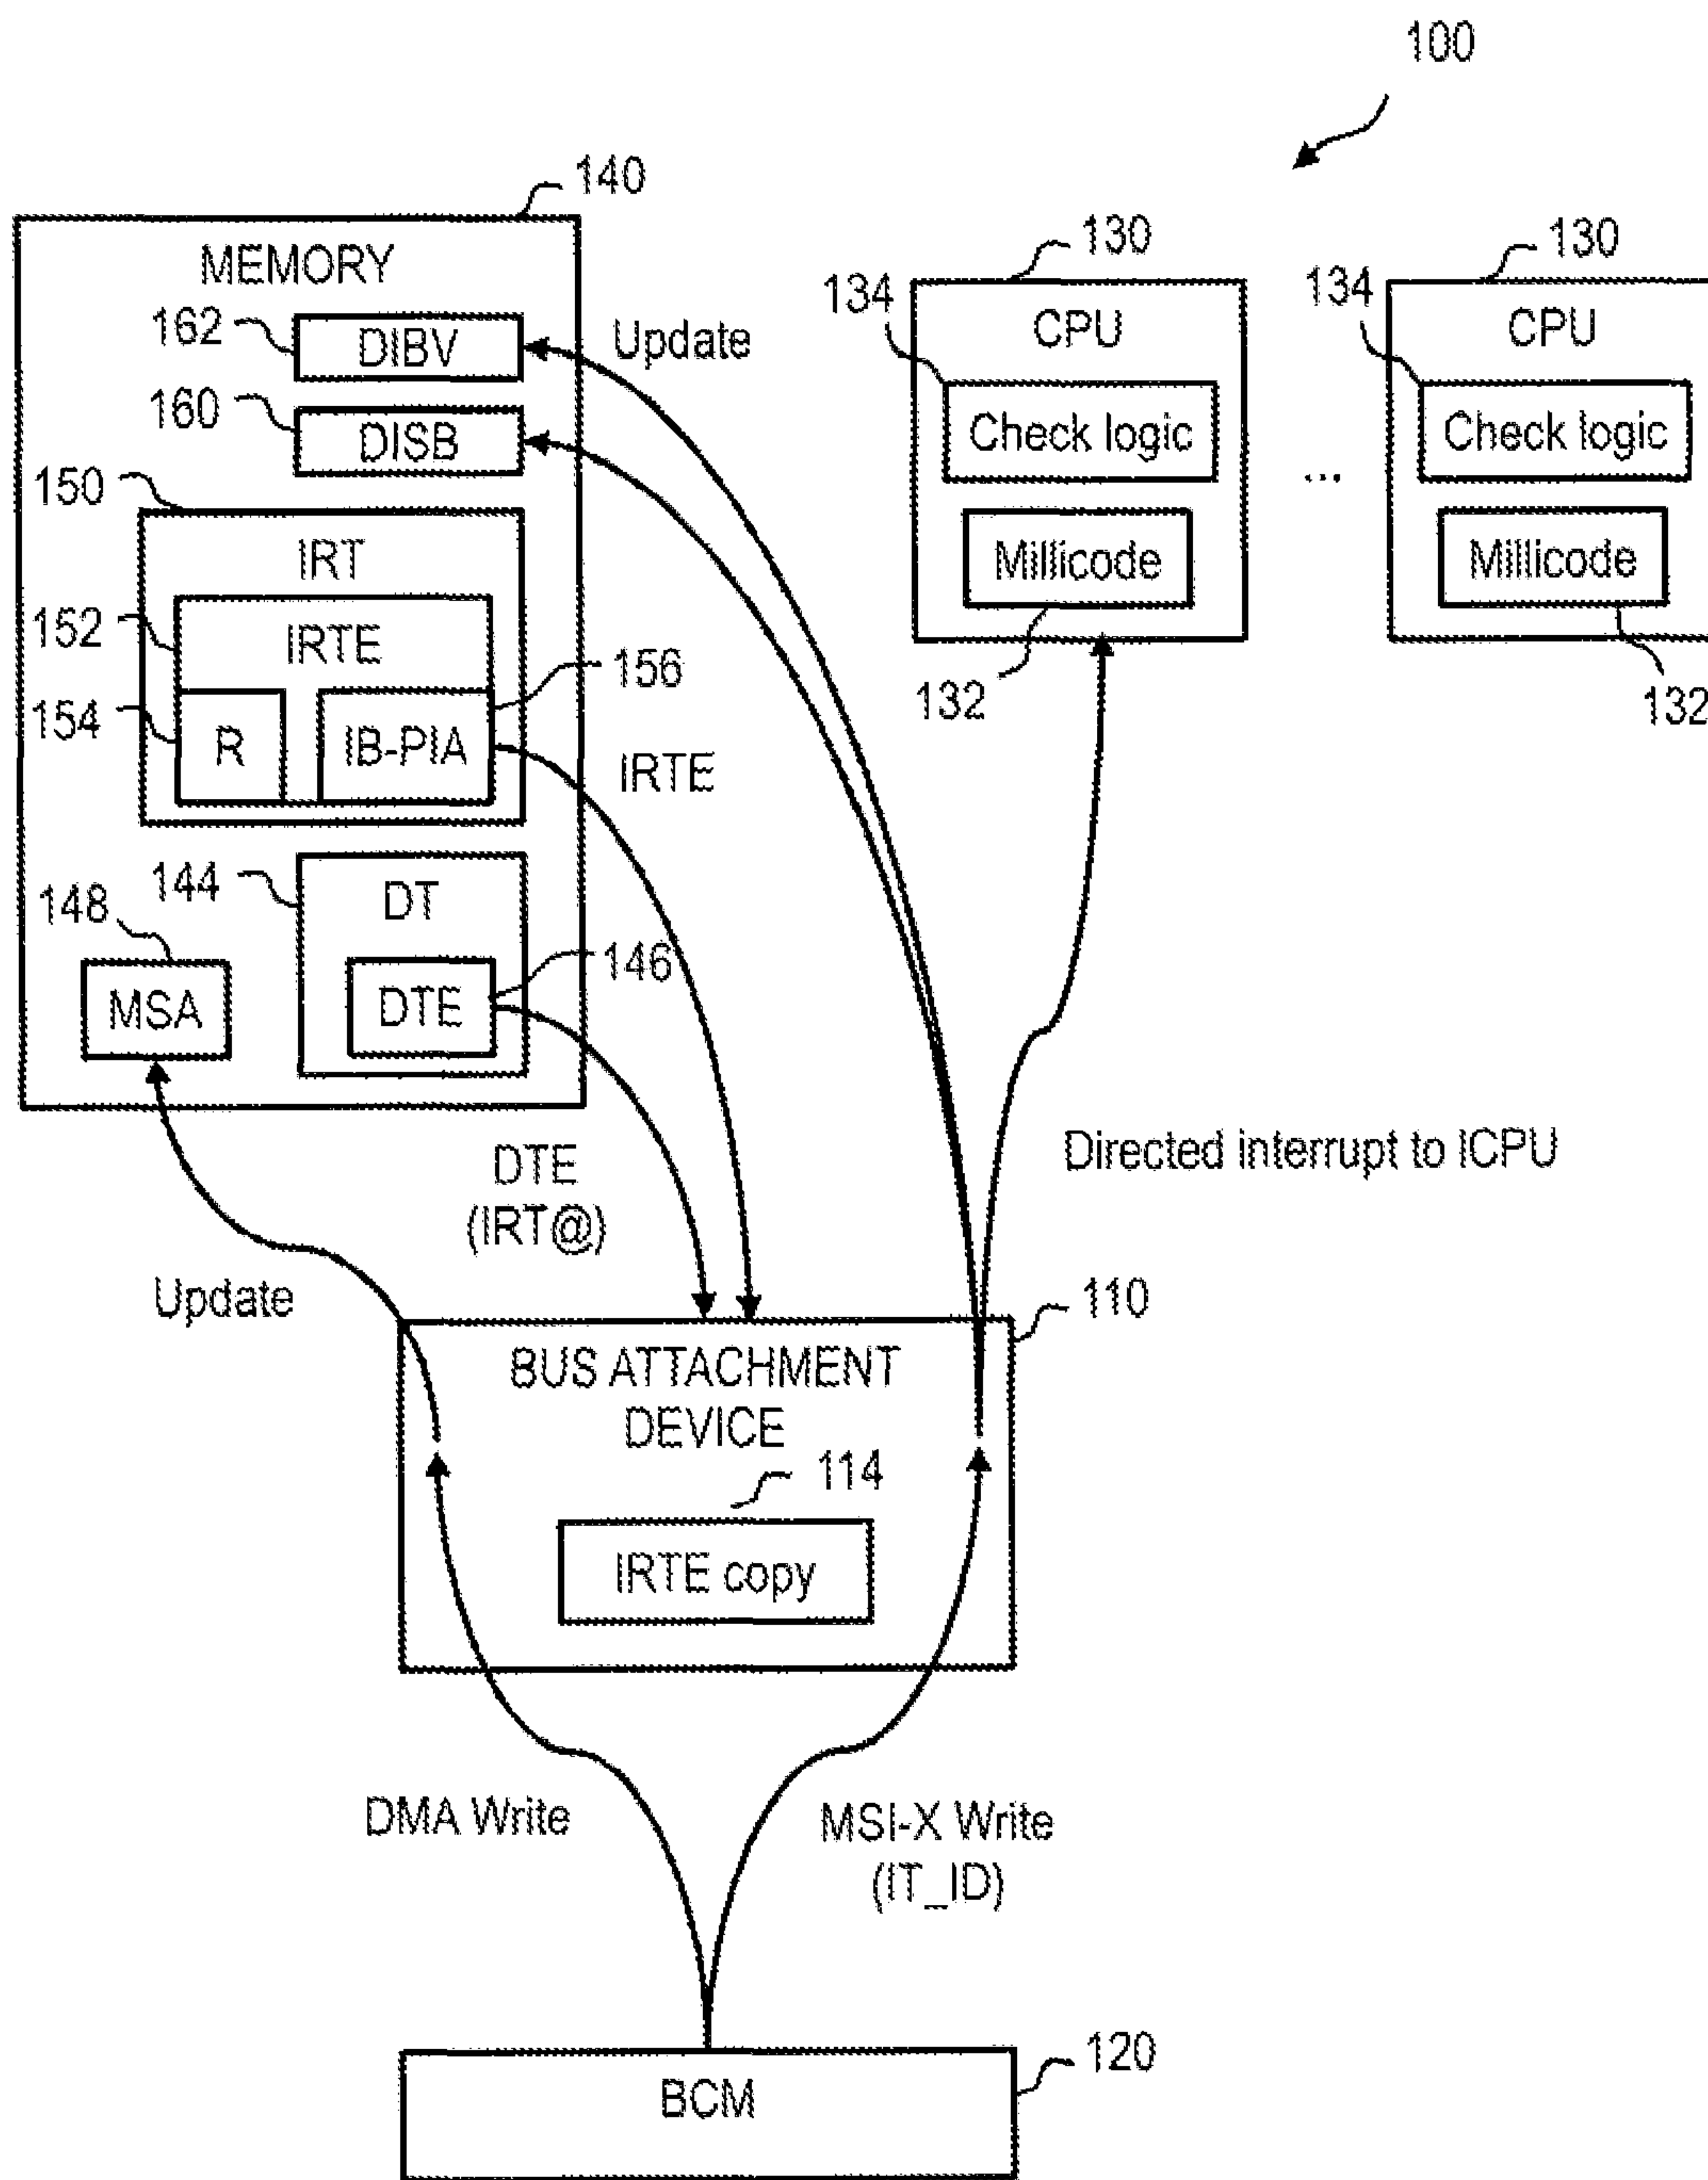 100
140
MEMORY
130
130
134
CPU
134
CPU
162
DIBV
Update
Check logic
Check logic
160
DISB
...
150
IRT
Millicode
Millicode
152
IRTE
156
132
132
154
R
IB-PIA
IRTE
144
DT
148
146
MSA
DTE
DTE
(IRT@)
Directed interrupt to ICPU
Update
110
BUS ATTACHMENT
DEVICE
114
IRTE copy
DMA Write
MSI-X Write
(IT_ID)
120
BCM